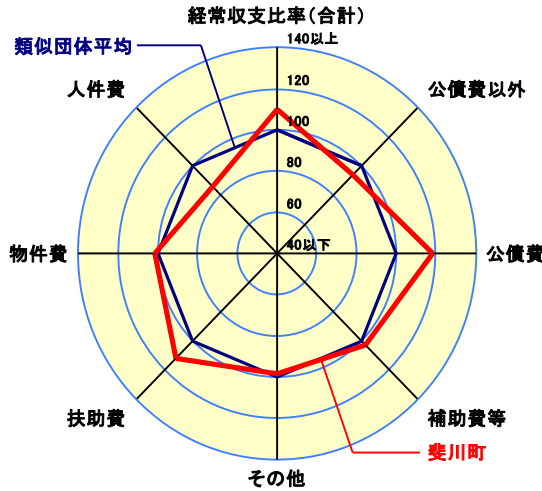 経常収支比率(合計)
140以上
類似団体平均
人件費
120
公債費以外
100
80
60
物件費
40以下
公債費
扶助費
補助費等
斐川町
その他